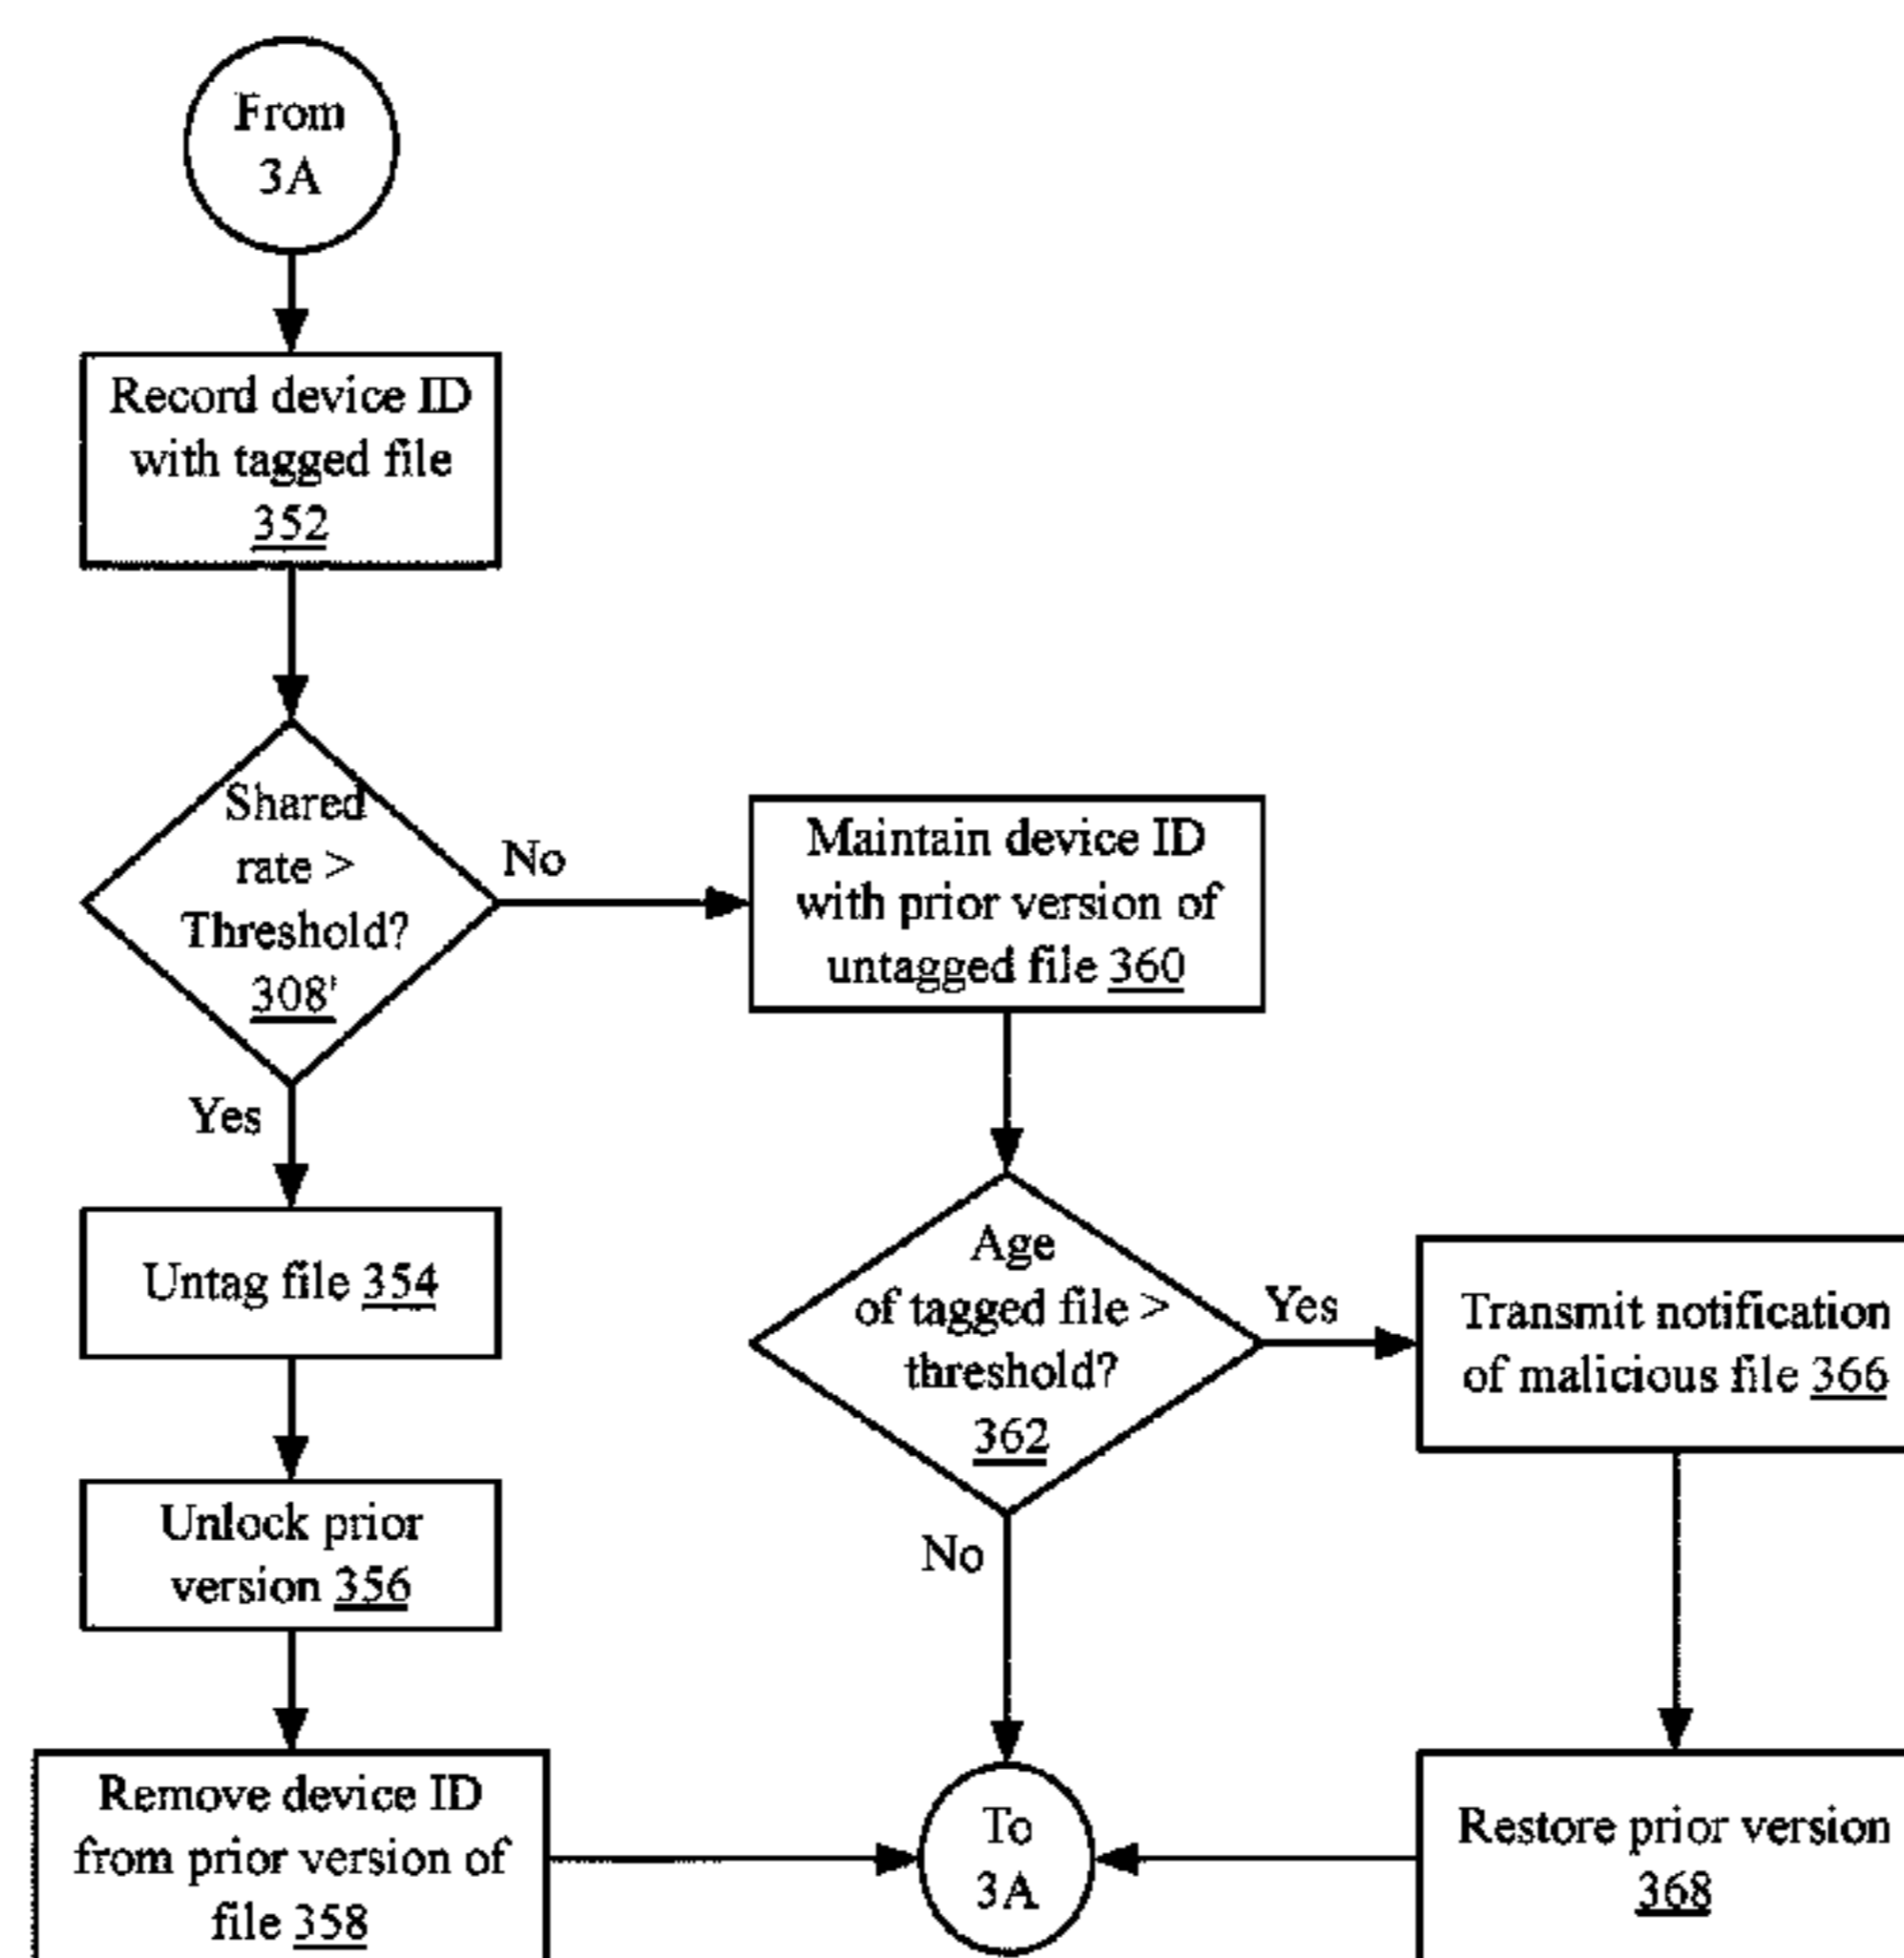 From
3A
Record device ID
with tagged file
352
Shared
rate >
Threshold?
308'
No
Maintain device ID
with prior version of
untagged file 360
Yes
Untag file 354
Age
of tagged file >
threshold?
362
Yes
Transmit notification
of malicious file 366
No
Unlock prior
version 356
Remove device ID
from prior version of
file 358
To
3A
Restore prior version
368